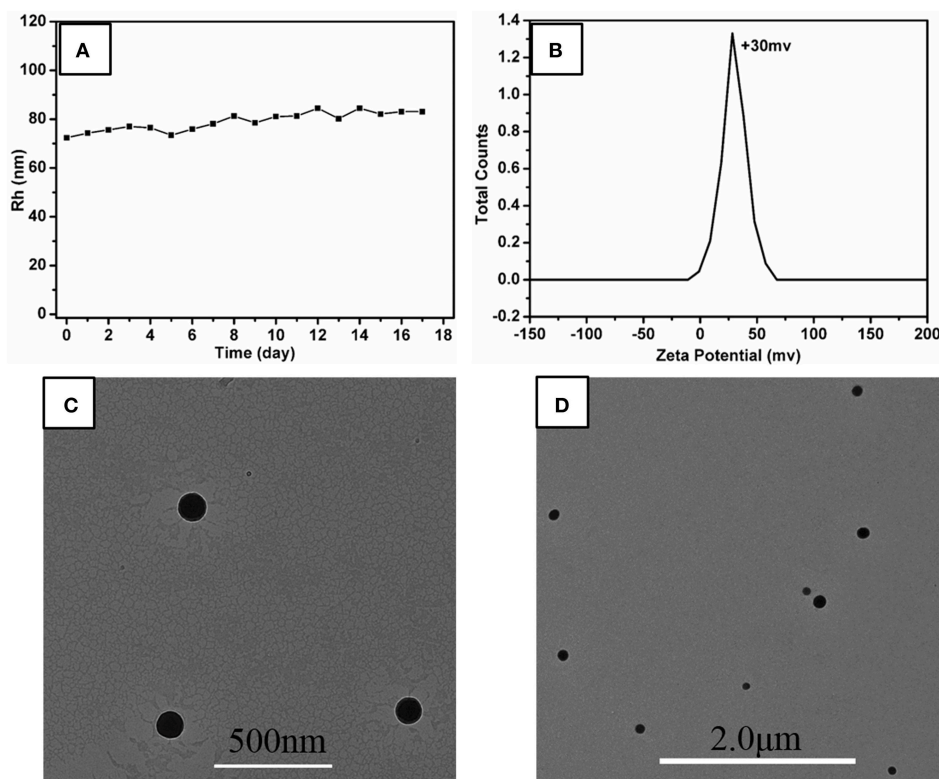 A
120
100
80
60
40
20
0
Rh (nm)
0 2 4 6 8 10 12 14 16 18
Time (day)
B
+30mv
1.4
1.2
1.0
0.8
0.6
0.4
0.2
0.0
-0.2
Total Counts
-150 -100 -50 0 50 100 150 200
Zeta Potential (mv)
C
500nm
D
2.0μm